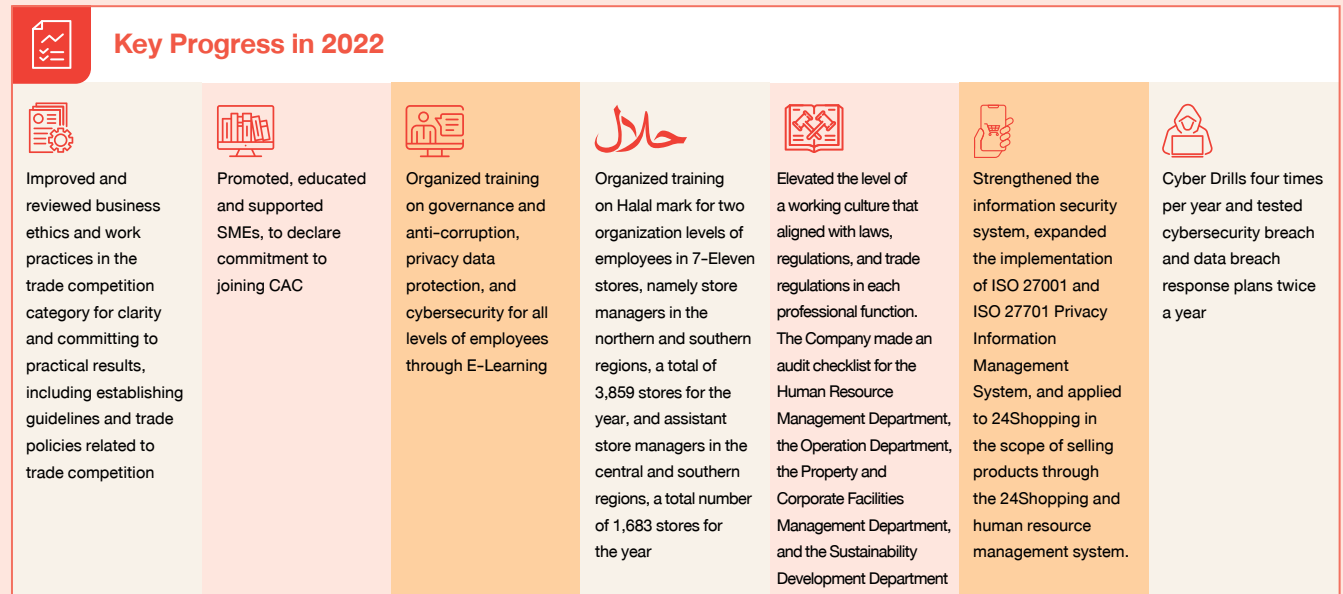 Key Progress in 2022
Improved and
reviewed business
ethics and work
practices in the
trade competition
category for clarity
and committing to
practical results,
including establishing
guidelines and trade
policies related to
trade competition
Promoted, educated
and supported
SMEs, to declare
commitment to
joining CAC
Organized training
on governance and
anti-corruption,
privacy data
protection, and
cybersecurity for all
levels of employees
through E-Learning
حلال
Organized training
on Halal mark for two
organization levels of
employees in 7-Eleven
stores, namely store
managers in the
northern and southern
regions, a total of
3,859 stores for the
year, and assistant
store managers in the
central and southern
regions, a total number
of 1,683 stores for
the year
Elevated the level of
a working culture that
aligned with laws,
regulations, and trade
regulations in each
professional function.
The Company made an
audit checklist for the
Human Resource
Management Department,
the Operation Department,
the Property and
Corporate Facilities
Management Department,
and the Sustainability
Development Department
Strengthened the
information security
system, expanded
the implementation
of ISO 27001 and
ISO 27701 Privacy
Information
Management
System, and applied
to 24Shopping in
the scope of selling
products through
the 24Shopping and
human resource
management system.
Cyber Drills four times
per year and tested
cybersecurity breach
and data breach
response plans twice
a year